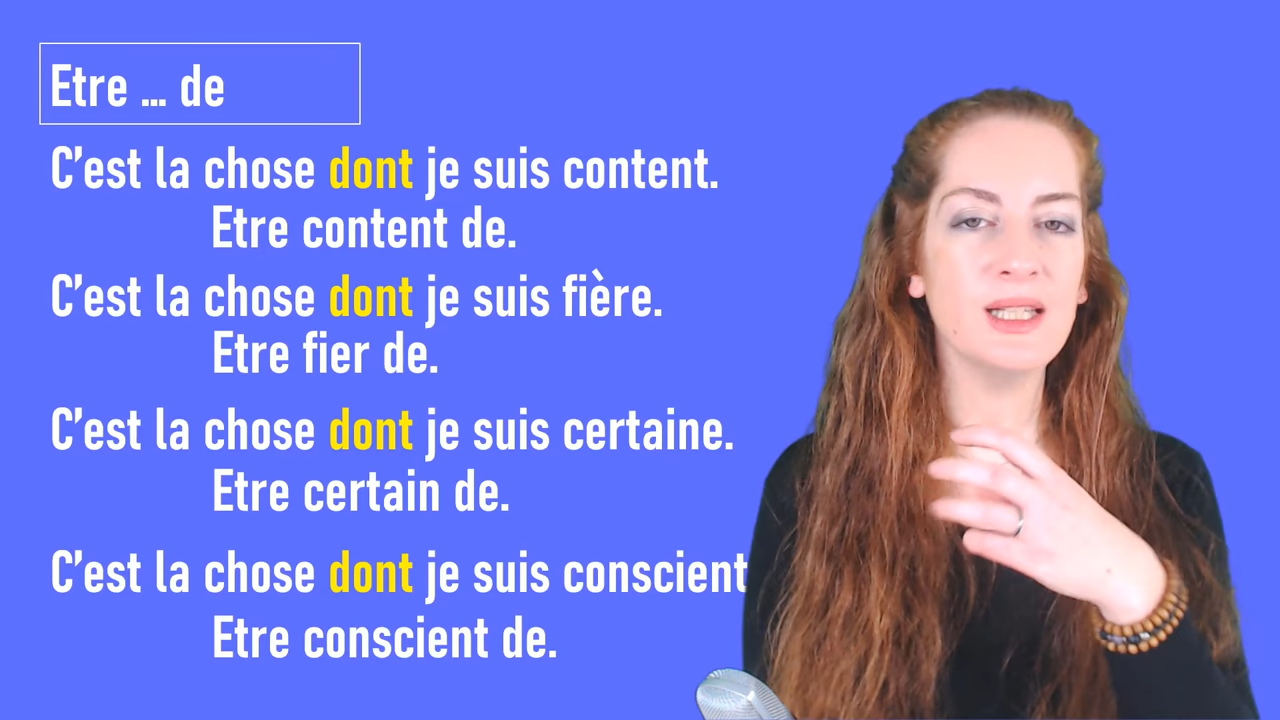 Etre ... de
C'est la chose dont je suis content.
Etre content de.
C'est la chose dont je suis fière.
Etre fier de.
C'est la chose dont je suis certaine.
Etre certain de.
C'est la chose dont je suis conscient
Etre conscient de.